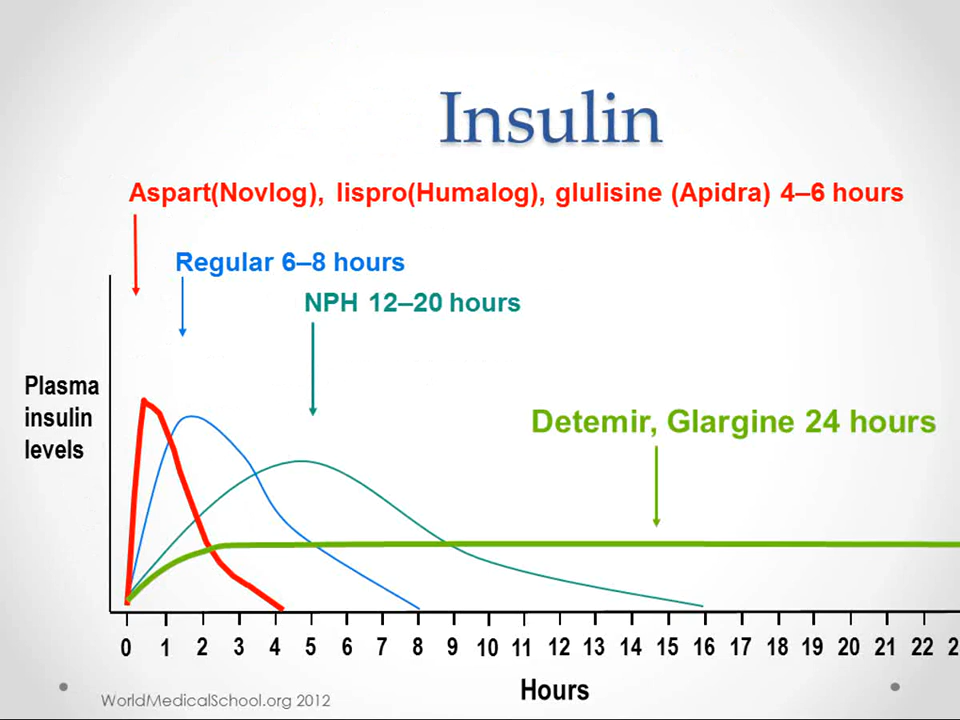 Insulin
Aspart(Novlog), lispro(Humalog), glulisine (Apidra) 4–6 hours
Regular 6–8 hours
NPH 12–20 hours
Plasma
insulin
levels
Detemir, Glargine 24 hours
0 1 2 3 4 5 6 7 8 9 10 11 12 13 14 15 16 17 18 19 20 21 22 2
Hours
WorldMedicalSchool.org 2012